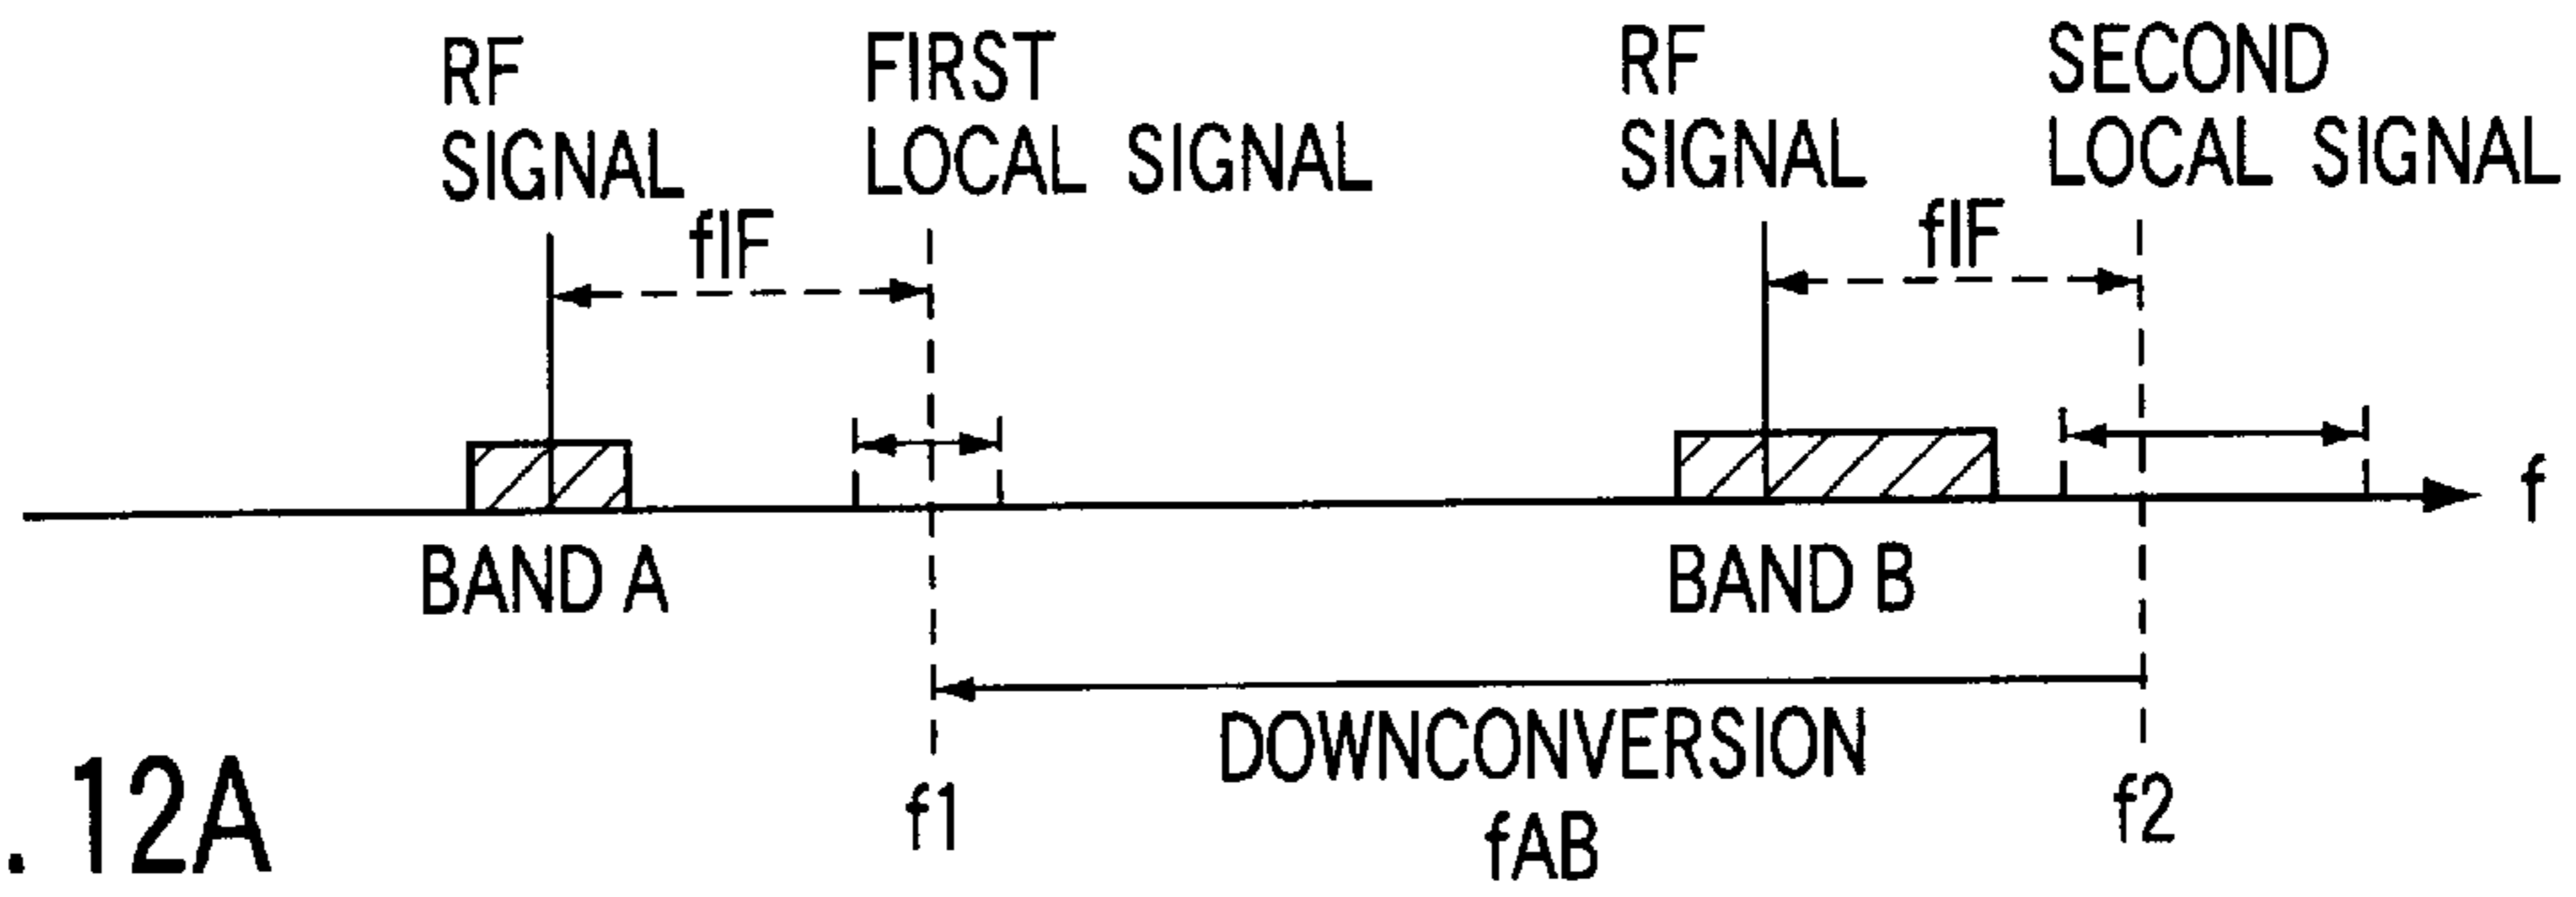 RF
SIGNAL
FIRST
LOCAL SIGNAL
RF
SIGNAL
SECOND
LOCAL SIGNAL
fIF
fIF
f
BAND A
BAND B
DOWNCONVERSION
fAB
f1
f2
.12A